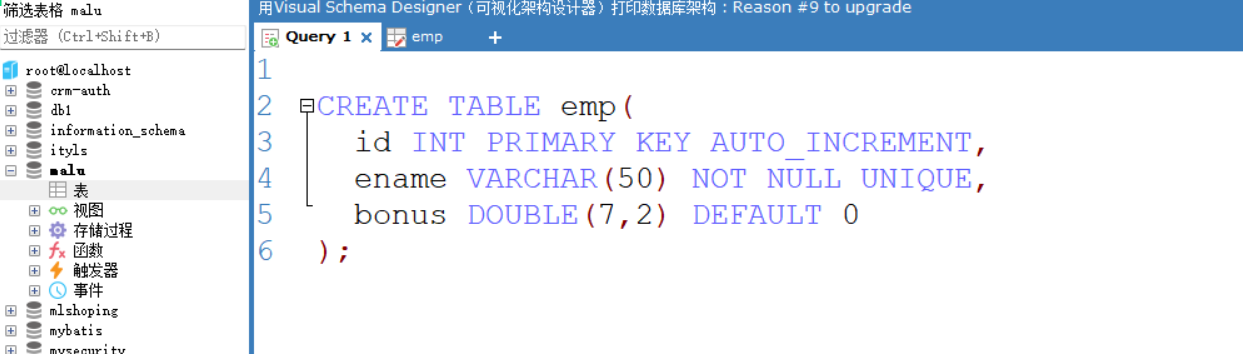 筛选表格 malu
过滤器 (Ctrl+Shift+B)
root@localhost
crm-auth
db1
information_schema
ityls
malu
表
视图
存储过程
函数
触发器
事件
mlshoping
mybatis
mysecurity
用Visual Schema Designer（可视化架构设计器）打印数据库架构：Reason #9 to upgrade
Query 1 × emp +
1
2 CREATE TABLE emp(
3 id INT PRIMARY KEY AUTO_INCREMENT,
4 ename VARCHAR(50) NOT NULL UNIQUE,
5 bonus DOUBLE(7,2) DEFAULT 0
6 );